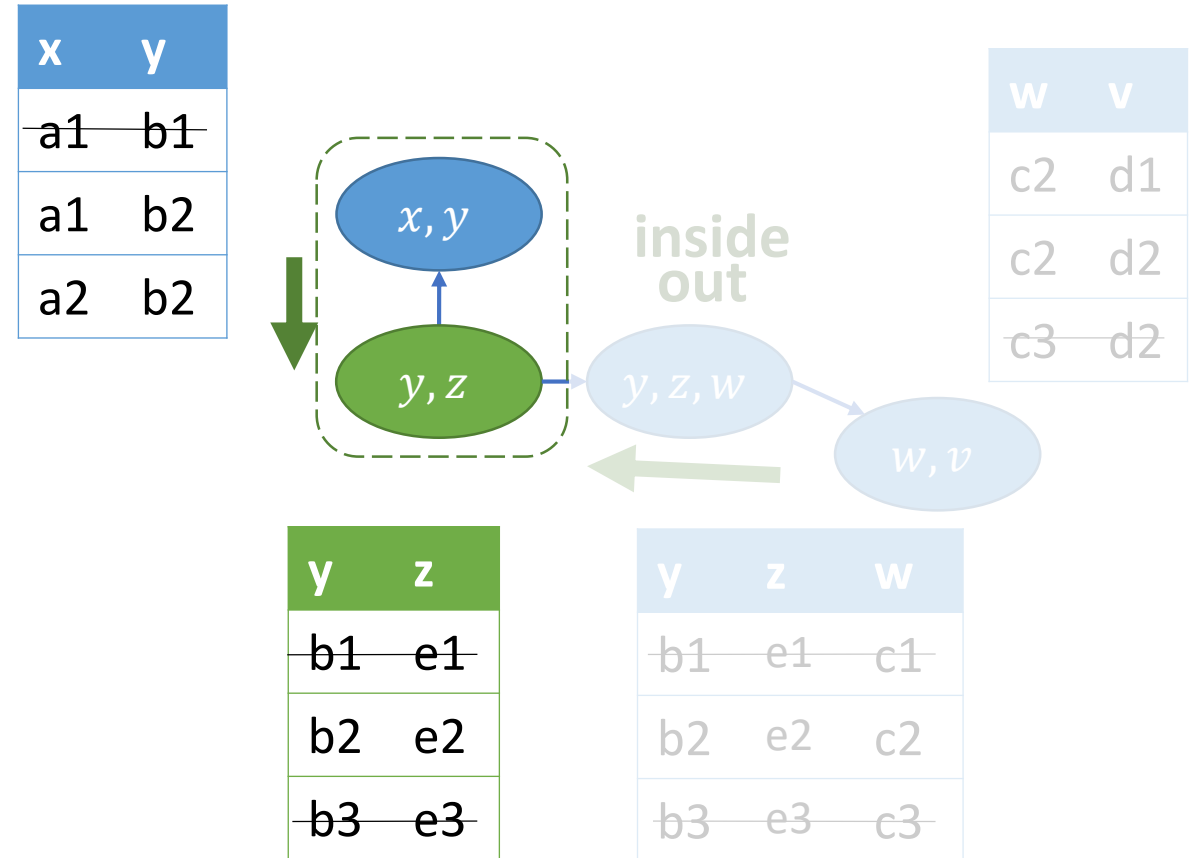 x y
a1 b1
a1 b2
a2 b2
x, y
y, z
inside
out
y, z, w
w, v
w v
c2 d1
c2 d2
c3 d2
y z
b1 e1
b2 e2
b3 e3
y z w
b1 e1 c1
b2 e2 c2
b3 e3 c3